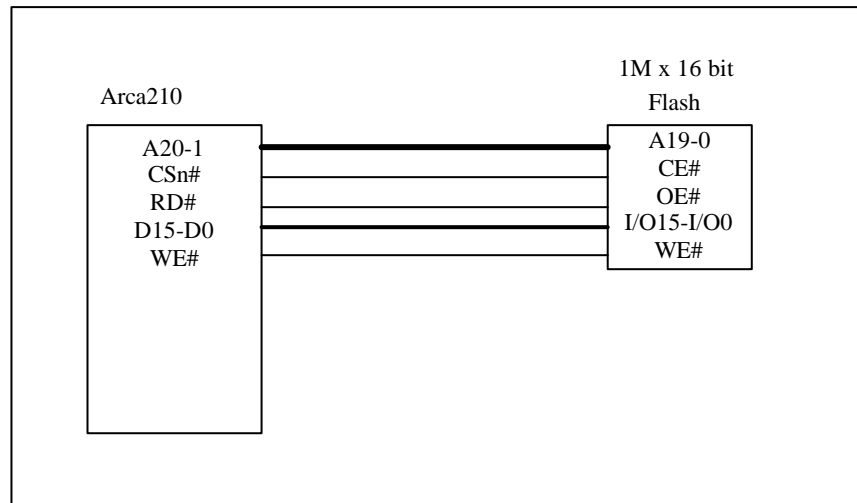 1M x 16 bit
Flash
Arca210
A20-1
CSn#
RD#
D15-D0
WE#
A19-0
CE#
OE#
I/O15-I/O0
WE#